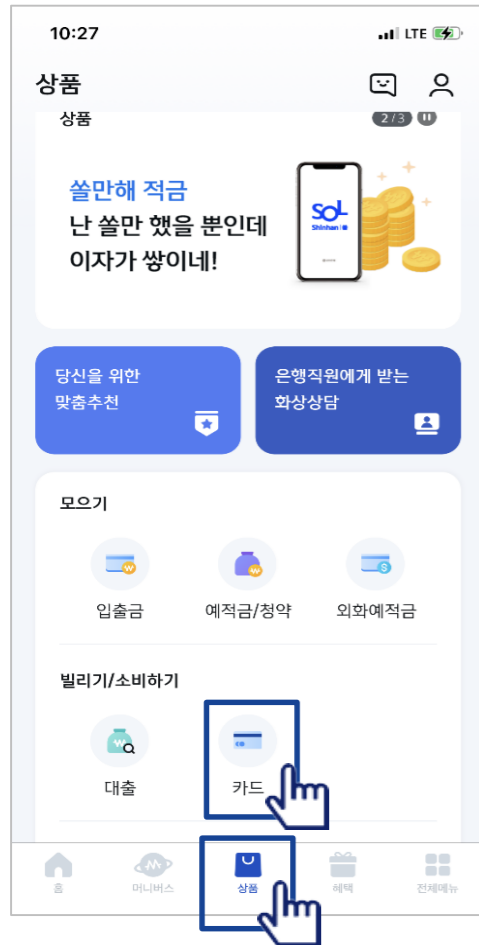 10:27
LTE
상품
상품
2/3
쏠만해 적금
난 쏠만 했을 뿐인데
이자가 쌓이네!
SOL
Shinhan
당신을 위한
맞춤추천
은행직원에게 받는
화상상담
모으기
입출금
예적금/청약
외화예적금
빌리기/소비하기
대출
카드
홈
머니버스
상품
혜택
전체메뉴